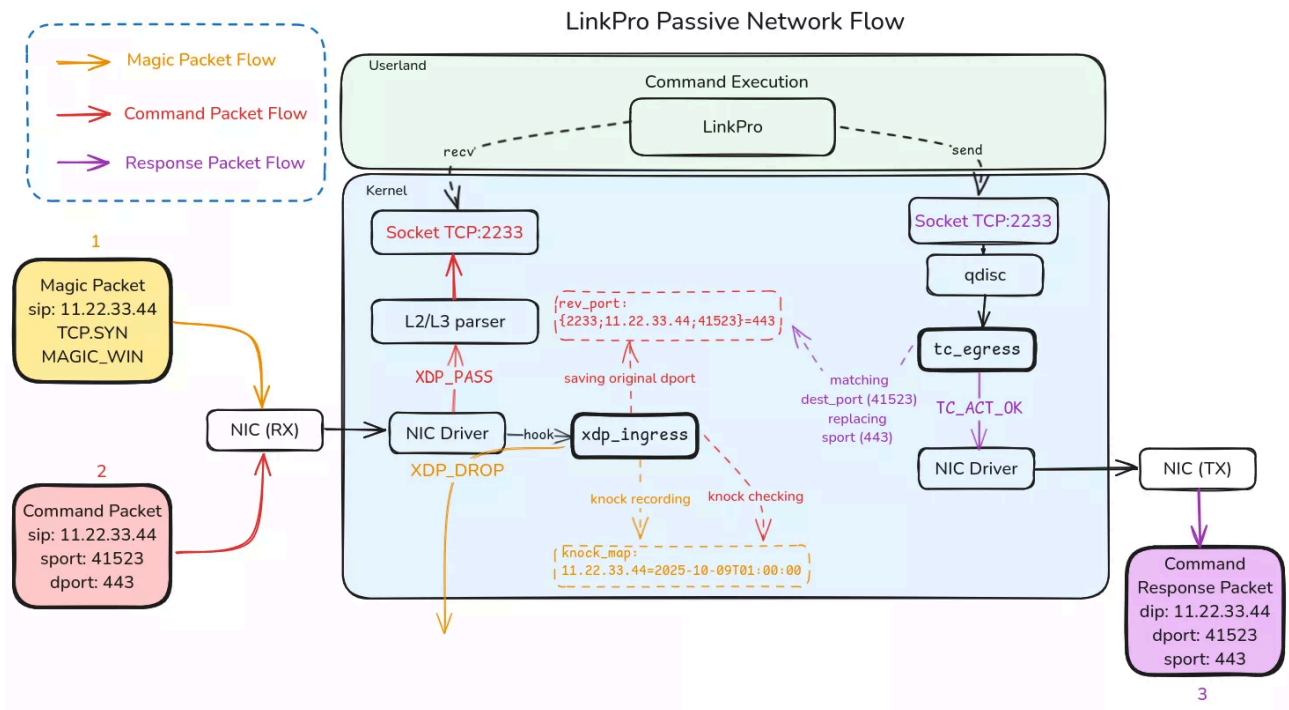 LinkPro Passive Network Flow
Magic Packet Flow
Command Packet Flow
Response Packet Flow
Userland
Command Execution
LinkPro
recv
send
Kernel
Socket TCP:2233
Socket TCP:2233
qdisc
1
Magic Packet
sip: 11.22.33.44
TCP.SYN
MAGIC_WIN
L2/L3 parser
rev_port:
{2233;11.22.33.44;41523}=443
tc_egress
XDP_PASS
saving original dport
matching
dest_port (41523)
replacing
sport (443)
TC_ACT_OK
NIC (RX)
NIC Driver
hook
xdp_ingress
XDP_DROP
NIC Driver
NIC (TX)
2
Command Packet
sip: 11.22.33.44
sport: 41523
dport: 443
knock recording
knock checking
knock_map:
11.22.33.44=2025-10-09T01:00:00
Command
Response Packet
dip: 11.22.33.44
dport: 41523
sport: 443
3